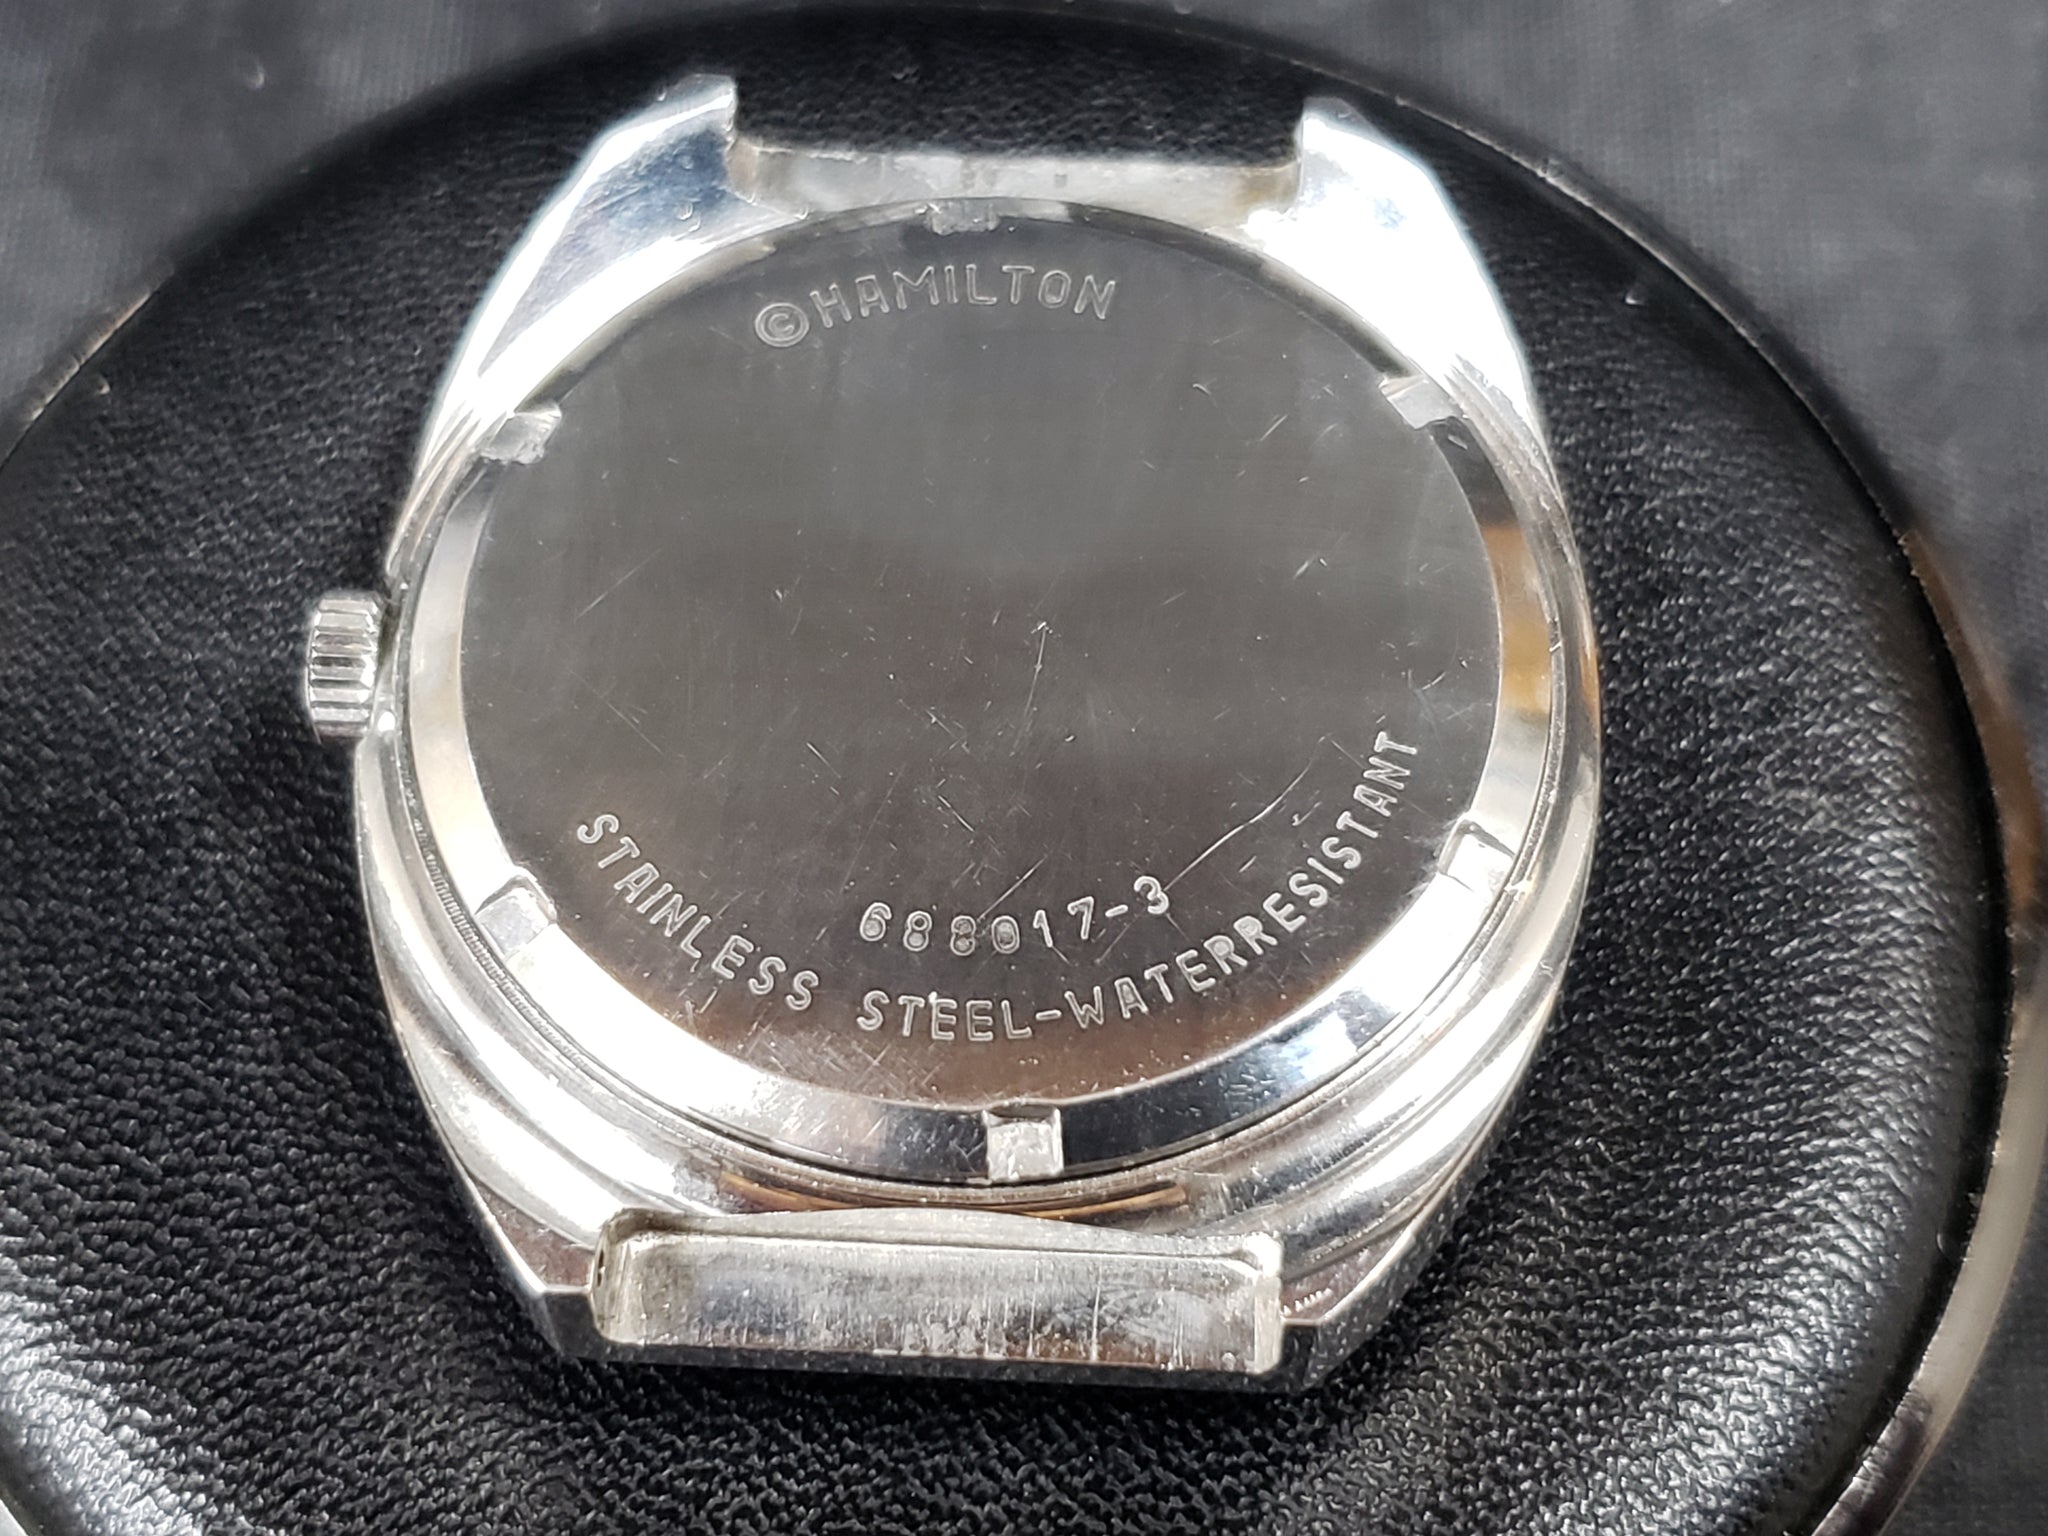 ©HAMILTON
688017-3
STAINLESS STEEL-WATERRESISTANT